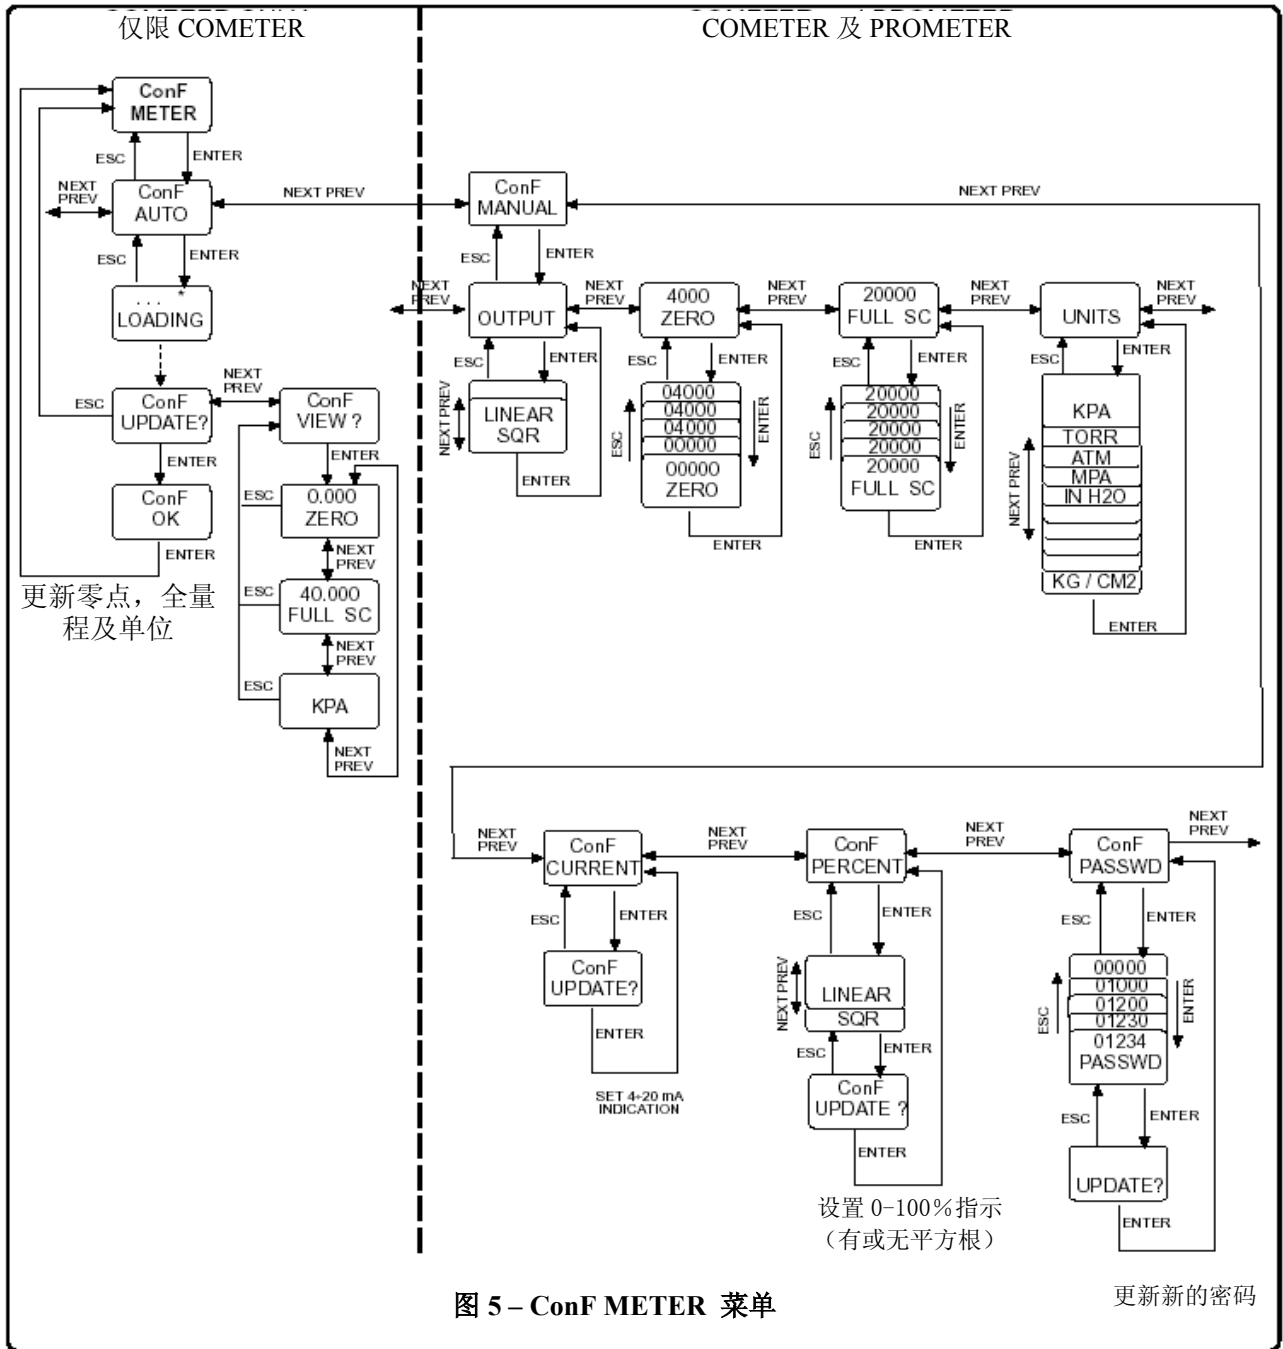 仅限 COMETER
COMETER 及 PROMETER
ConF
METER
ESC
ENTER
NEXT
PREV
ConF
AUTO
NEXT PREV
ConF
MANUAL
NEXT PREV
ESC
ENTER
... *
LOADING
ESC
ENTER
NEXT
PREV
OUTPUT
NEXT
PREV
4000
ZERO
NEXT
PREV
20000
FULL SC
NEXT
PREV
UNITS
NEXT
PREV
ESC
ENTER
NEXT PREV
LINEAR
SQR
ENTER
ESC
ENTER
04000
04000
04000
00000
00000
ZERO
ESC
ENTER
ENTER
ESC
ENTER
20000
20000
20000
20000
20000
FULL SC
ESC
ENTER
ENTER
ESC
ENTER
KPA
TORR
ATM
MPA
IN H2O
KG / CM2
NEXT PREV
ENTER
ESC
ConF
UPDATE?
NEXT
PREV
ConF
VIEW ?
ENTER
ENTER
ConF
OK
ENTER
ESC
0.000
ZERO
NEXT
PREV
ESC
40.000
FULL SC
NEXT
PREV
ESC
KPA
NEXT
PREV
更新零点，全量
程及单位
NEXT
PREV
ConF
CURRENT
NEXT
PREV
ConF
PERCENT
NEXT
PREV
ConF
PASSWD
NEXT
PREV
ESC
ENTER
ConF
UPDATE?
ENTER
SET 4÷20 mA
INDICATION
ESC
ENTER
NEXT PREV
LINEAR
SQR
ESC
ENTER
ConF
UPDATE ?
ENTER
设置 0-100%指示
（有或无平方根）
ESC
ENTER
00000
01000
01200
01230
01234
PASSWD
ESC
ENTER
ESC
ENTER
UPDATE?
ENTER
更新新的密码
图 5 – ConF METER 菜单